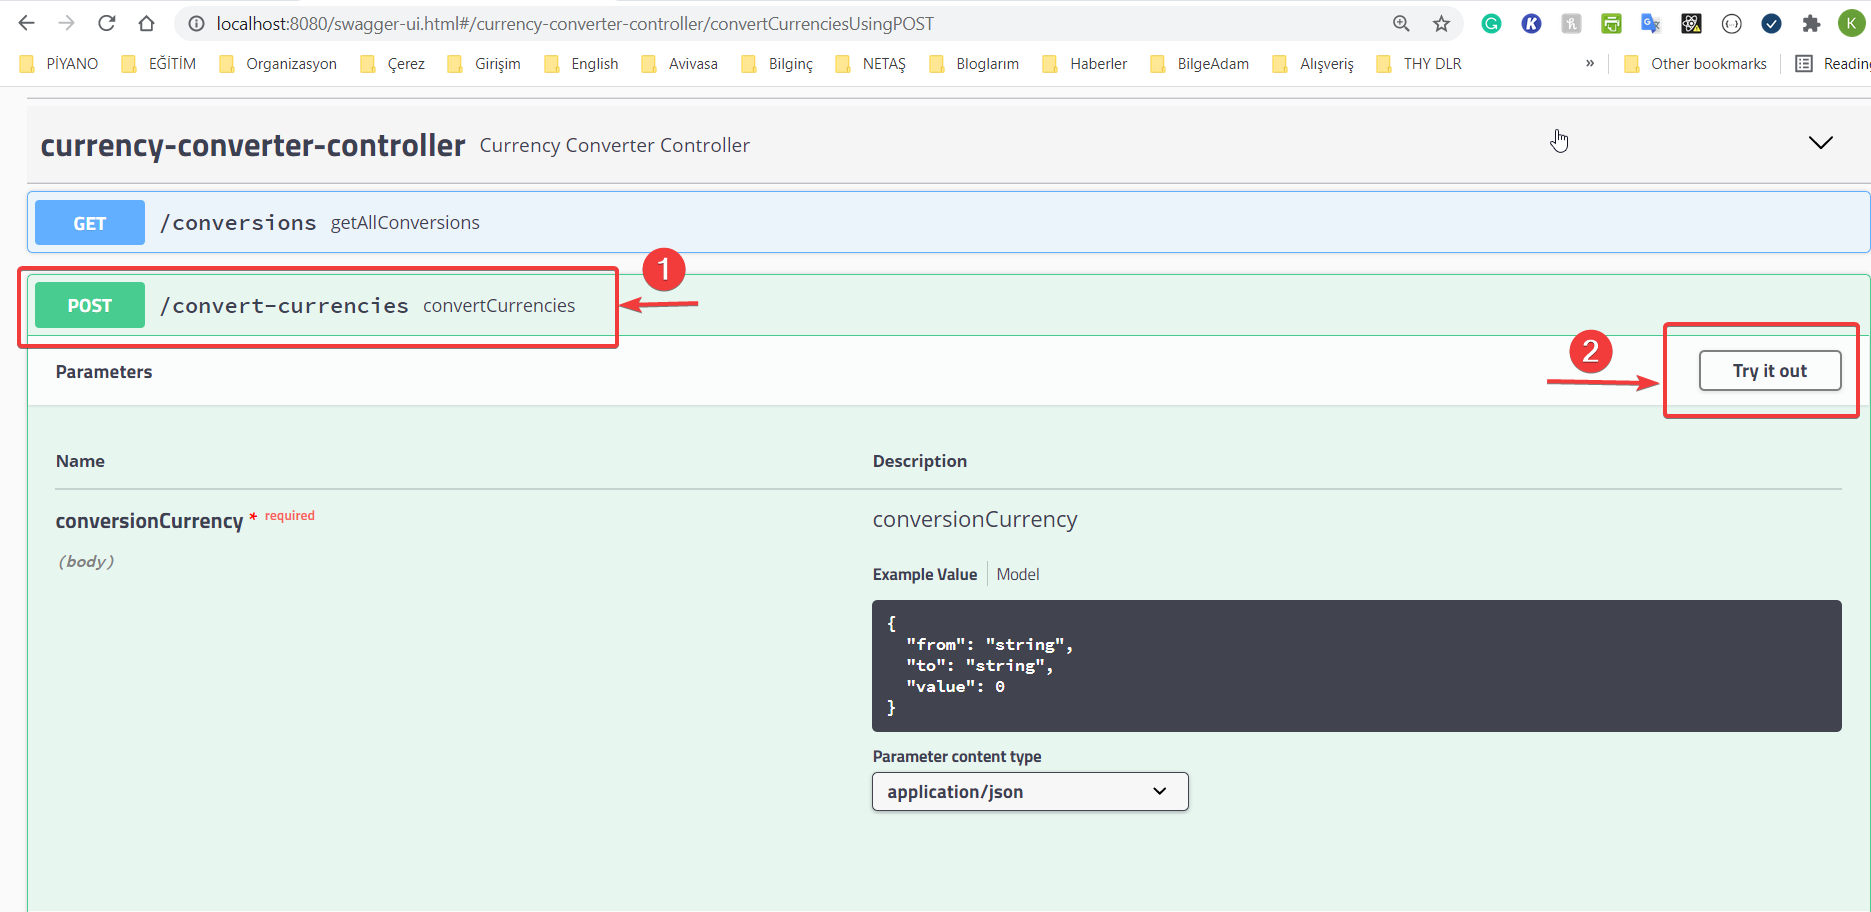 localhost:8080/swagger-ui.html#/currency-converter-controller/convertCurrenciesUsingPOST
K
K
PİYANO EĞİTİM Organizasyon Çerez Girişim English Avivasa Bilginç NETAŞ Bloglarım Haberler BilgeAdam Alışveriş THY DLR » Other bookmarks Reading
currency-converter-controller Currency Converter Controller
GET /conversions getAllConversions
1
POST /convert-currencies convertCurrencies
2
Parameters Try it out
Name Description
conversionCurrency * required conversionCurrency
(body)
Example Value Model
{
"from": "string",
"to": "string",
"value": 0
}
Parameter content type
application/json